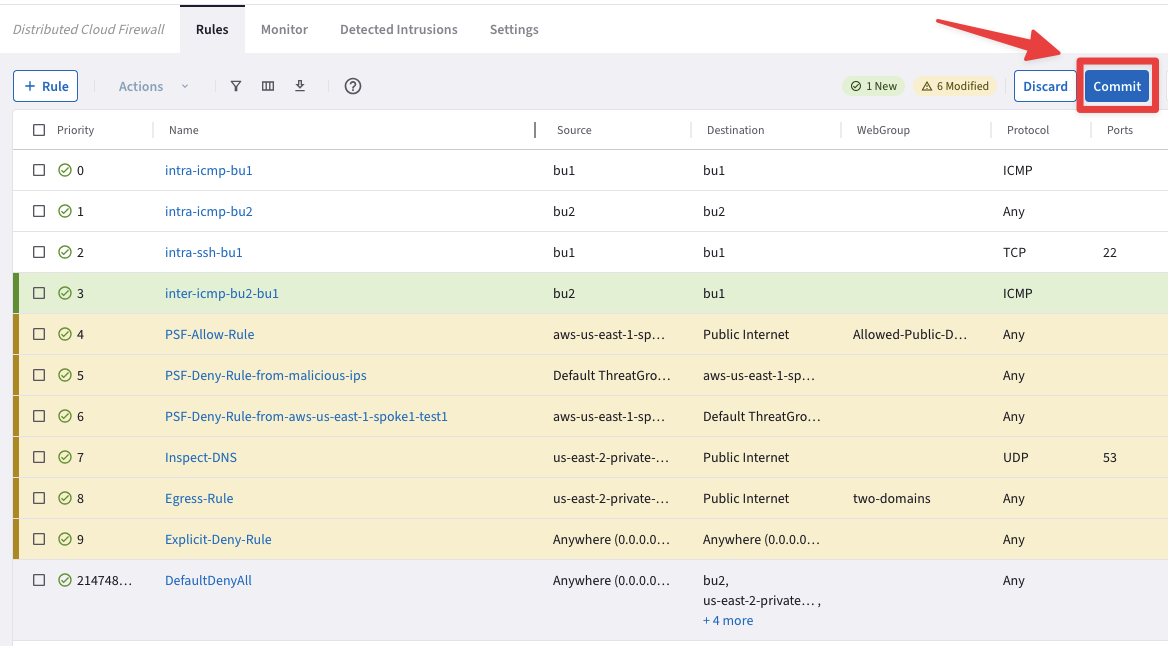 Distributed Cloud Firewall Rules Monitor Detected Intrusions Settings
+ Rule Actions ? 1 New 6 Modified Discard Commit
Priority Name Source Destination WebGroup Protocol Ports
0 intra-icmp-bu1 bu1 bu1 ICMP
1 intra-icmp-bu2 bu2 bu2 Any
2 intra-ssh-bu1 bu1 bu1 TCP 22
3 inter-icmp-bu2-bu1 bu2 bu1 ICMP
4 PSF-Allow-Rule aws-us-east-1-sp… Public Internet Allowed-Public-D… Any
5 PSF-Deny-Rule-from-malicious-ips Default ThreatGro… aws-us-east-1-sp… Any
6 PSF-Deny-Rule-from-aws-us-east-1-spoke1-test1 aws-us-east-1-sp… Default ThreatGro… Any
7 Inspect-DNS us-east-2-private-… Public Internet UDP 53
8 Egress-Rule us-east-2-private-… Public Internet two-domains Any
9 Explicit-Deny-Rule Anywhere (0.0.0.0… Anywhere (0.0.0.0… Any
214748… DefaultDenyAll Anywhere (0.0.0.0… bu2, Any
us-east-2-private… ,
+ 4 more